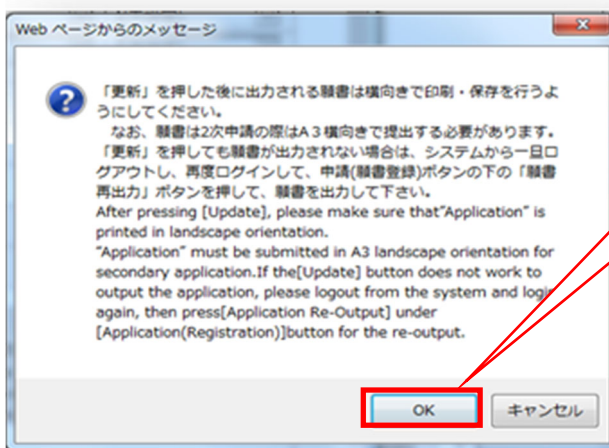 Web ページからのメッセージ
「更新」を押した後に出力される願書は横向きで印刷・保存を行うよ
うにしてください。
なお、願書は2次申請の際はA3横向きで提出する必要があります。
「更新」を押しても願書が出力されない場合は、システムから一旦ロ
グアウトし、再度ログインして、申請(願書登録)ボタンの下の「願書
再出力」ボタンを押して、願書を出力して下さい。
After pressing [Update], please make sure that"Application" is
printed in landscape orientation.
"Application" must be submitted in A3 landscape orientation for
secondary application.If the[Update] button does not work to
output the application, please logout from the system and login
again, then press[Application Re-Output] under
[Application(Registration)]button for the re-output.
OK
キャンセル